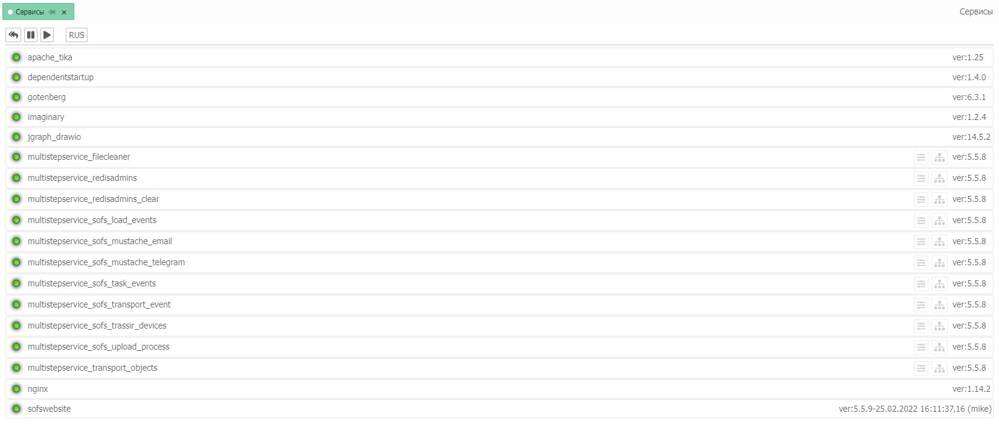 Сервисы
Сервисы
RUS
apache_tika ver:1.25
dependentstartup ver:1.4.0
gotenberg ver:6.3.1
imaginary ver:1.2.4
jgraph_drawio ver:14.5.2
multistepservice_filecleaner ver:5.5.8
multistepservice_redisadmins ver:5.5.8
multistepservice_redisadmins_clear ver:5.5.8
multistepservice_sofs_load_events ver:5.5.8
multistepservice_sofs_mustache_email ver:5.5.8
multistepservice_sofs_mustache_telegram ver:5.5.8
multistepservice_sofs_task_events ver:5.5.8
multistepservice_sofs_transport_event ver:5.5.8
multistepservice_sofs_trassir_devices ver:5.5.8
multistepservice_sofs_upload_process ver:5.5.8
multistepservice_transport_objects ver:5.5.8
nginx ver:1.14.2
sofswebsite ver:5.5.9-25.02.2022 16:11:37,16 (mike)